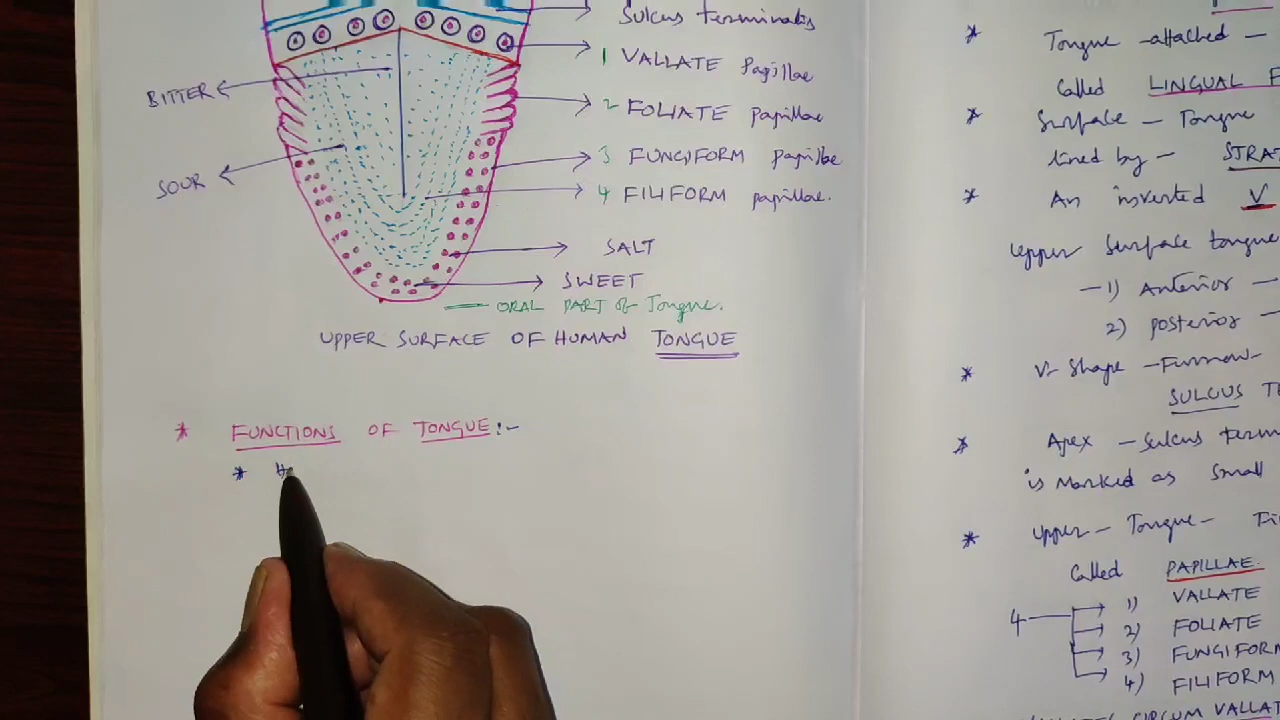 Sulcus terminalis
1 VALLATE Papillae
BITTER
2 FOLIATE papillae
3 FUNGIFORM papillae
SOUR
4 FILIFORM papillae.
SALT
SWEET
ORAL PART OF Tongue.
UPPER SURFACE OF HUMAN TONGUE
* FUNCTIONS OF TONGUE :-
*
* Tongue - attached -
Called LINGUAL F
* Surface - Tongue
lined by - STRA
* An inverted V
Upper Surface tongue
- 1) Anterior -
2) posterior -
* V- Shape - Furrow-
SULCUS TE
* Apex - Sulcus term
is Marked as Small
* Upper - Tongue - Fi
Called PAPILLAE.
4 1) VALLATE
2) FOLIATE
3) FUNGIFORM
4) FILIFORM
CIRCUM VALLAT